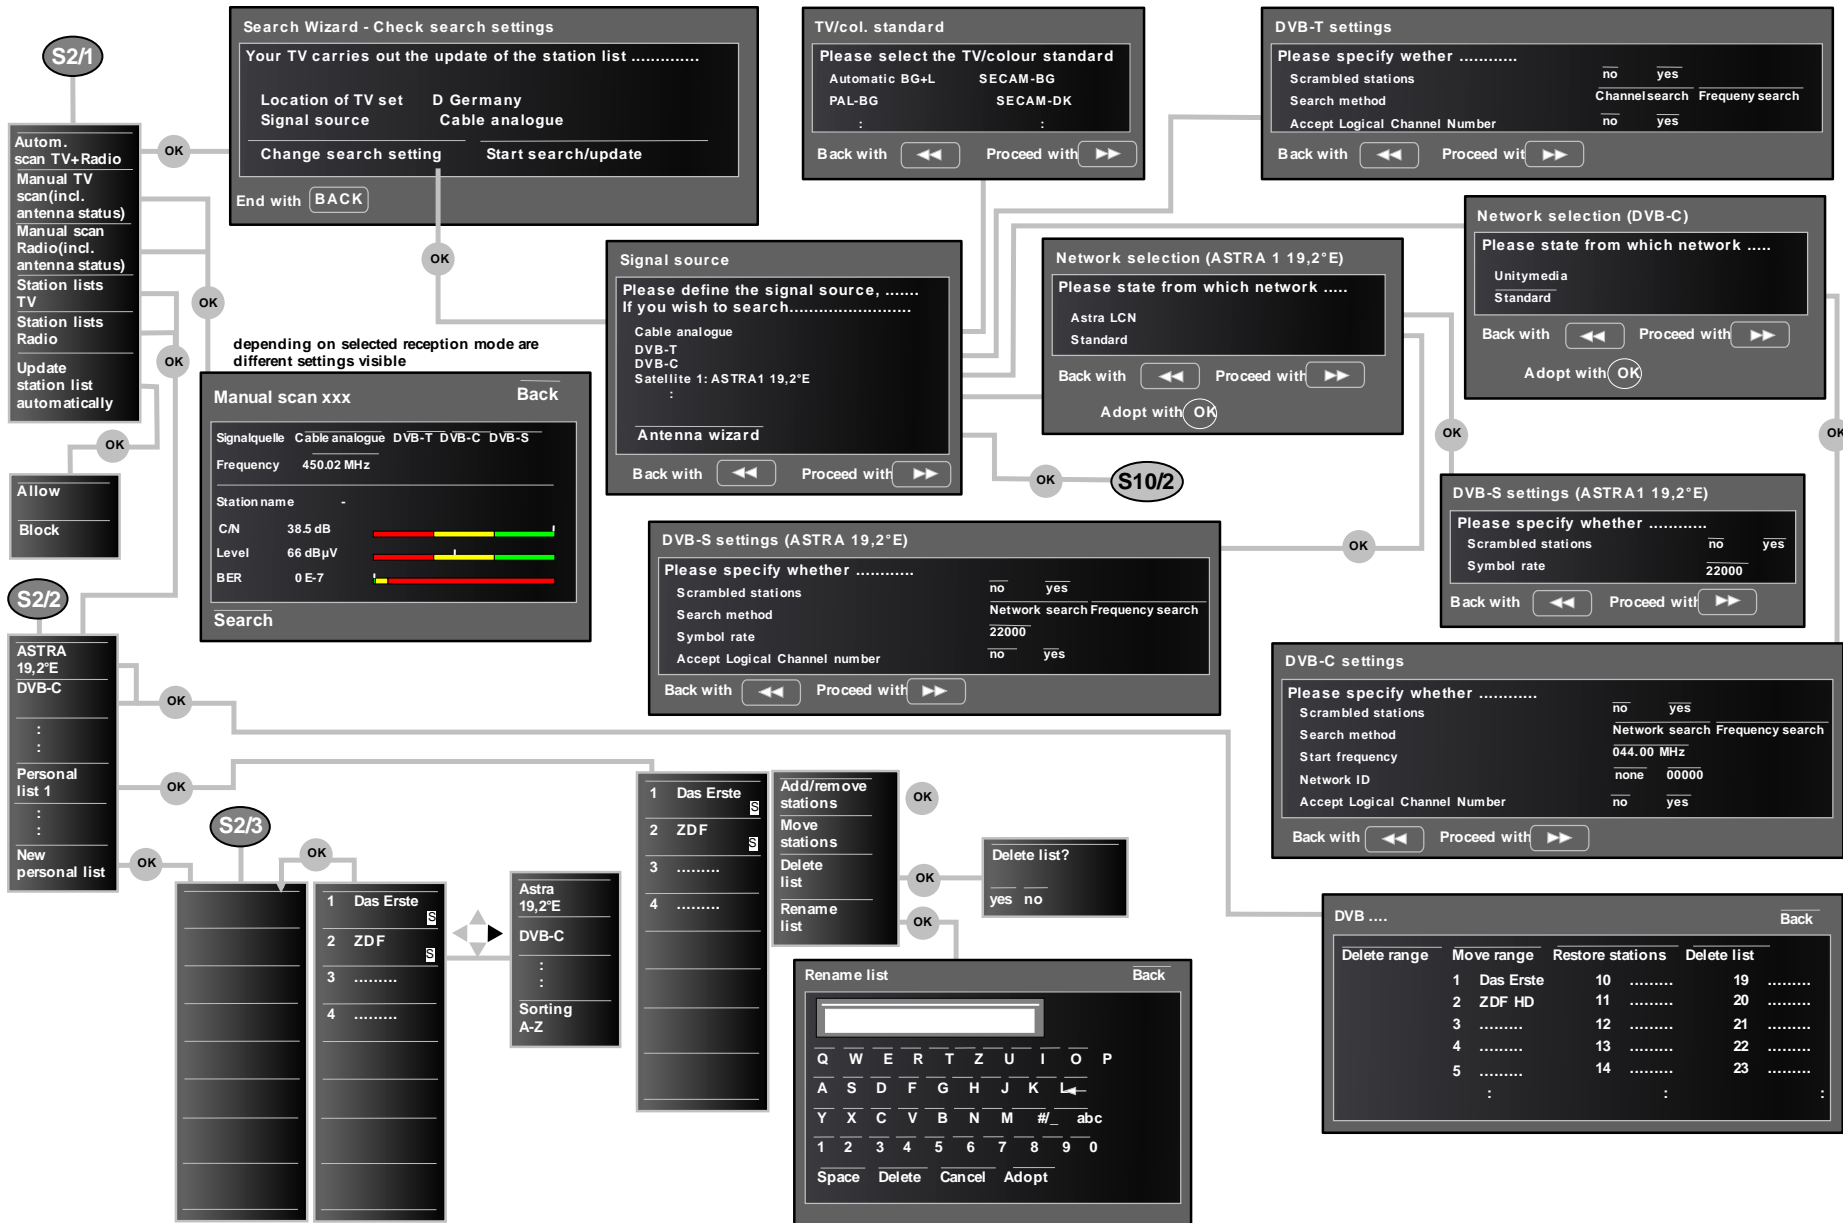 S2/1
Autom.
scan TV+Radio
Manual TV
scan(incl.
antenna status)
Manual scan
Radio(incl.
antenna status)
Station lists
TV
Station lists
Radio
Update
station list
automatically
OK
OK
OK
OK
Allow
Block
Search Wizard - Check search settings
Your TV carries out the update of the station list ..............
Location of TV set D Germany
Signal source Cable analogue
Change search setting Start search/update
End with BACK
OK
TV/col. standard
Please select the TV/colour standard
Automatic BG+L SECAM-BG
PAL-BG SECAM-DK
: :
Back with Proceed with
DVB-T settings
Please specify wether ............
Scrambled stations no yes
Search method Channelsearch Frequeny search
Accept Logical Channel Number no yes
Back with Proceed wit
Signal source
Please define the signal source, .......
If you wish to search.........................
Cable analogue
DVB-T
DVB-C
Satellite 1: ASTRA1 19,2°E
:
Antenna wizard
Back with Proceed with
OK
S10/2
Network selection (ASTRA 1 19,2°E)
Please state from which network .....
Astra LCN
Standard
Back with Proceed with
Adopt with OK
Network selection (DVB-C)
Please state from which network .....
Unitymedia
Standard
Back with Proceed with
Adopt with OK
OK
OK
OK
depending on selected reception mode are
different settings visible
Manual scan xxx Back
Signalquelle Cable analogue DVB-T DVB-C DVB-S
Frequency 450.02 MHz
Station name -
C/N 38.5 dB
Level 66 dBµV
BER 0 E-7
Search
DVB-S settings (ASTRA1 19,2°E)
Please specify whether ............
Scrambled stations no yes
Symbol rate 22000
Back with Proceed with
DVB-S settings (ASTRA 19,2°E)
Please specify whether ............
Scrambled stations no yes
Search method Network search Frequency search
Symbol rate 22000
Accept Logical Channel number no yes
Back with Proceed with
DVB-C settings
Please specify whether ............
Scrambled stations no yes
Search method Network search Frequency search
Start frequency 044.00 MHz
Network ID none 00000
Accept Logical Channel Number no yes
Back with Proceed with
S2/2
ASTRA
19,2°E
DVB-C
:
:
Personal
list 1
:
:
New
personal list
OK
OK
OK
S2/3
OK
1 Das Erste
S
2 ZDF
S
3 .........
4 .........
Astra
19,2°E
DVB-C
:
:
Sorting
A-Z
1 Das Erste
S
2 ZDF
S
3 .........
4 .........
Add/remove
stations
Move
stations
Delete
list
Rename
list
OK
OK
OK
Delete list?
yes no
Rename list Back
Q W E R T Z U I O P
A S D F G H J K L
Y X C V B N M #/_ abc
1 2 3 4 5 6 7 8 9 0
Space Delete Cancel Adopt
DVB .... Back
Delete range Move range Restore stations Delete list
1 Das Erste 10 ......... 19 .........
2 ZDF HD 11 ......... 20 .........
3 ......... 12 ......... 21 .........
4 ......... 13 ......... 22 .........
5 ......... 14 ......... 23 .........
: : :